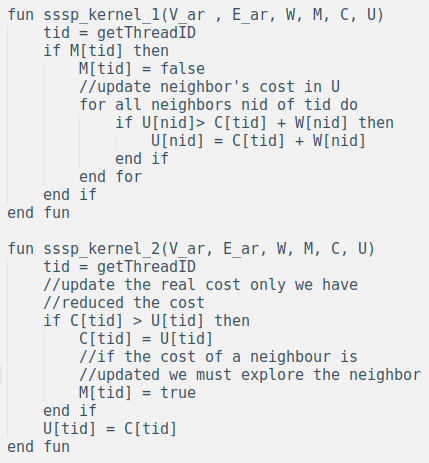 fun sssp_kernel_1(V_ar , E_ar, W, M, C, U)
    tid = getThreadID
    if M[tid] then
        M[tid] = false
        //update neighbor's cost in U
        for all neighbors nid of tid do
            if U[nid]> C[tid] + W[nid] then
                U[nid] = C[tid] + W[nid]
            end if
        end for
    end if
end fun

fun sssp_kernel_2(V_ar, E_ar, W, M, C, U)
    tid = getThreadID
    //update the real cost only we have
    //reduced the cost
    if C[tid] > U[tid] then
        C[tid] = U[tid]
        //if the cost of a neighbour is
        //updated we must explore the neighbor
        M[tid] = true
    end if
    U[tid] = C[tid]
end fun